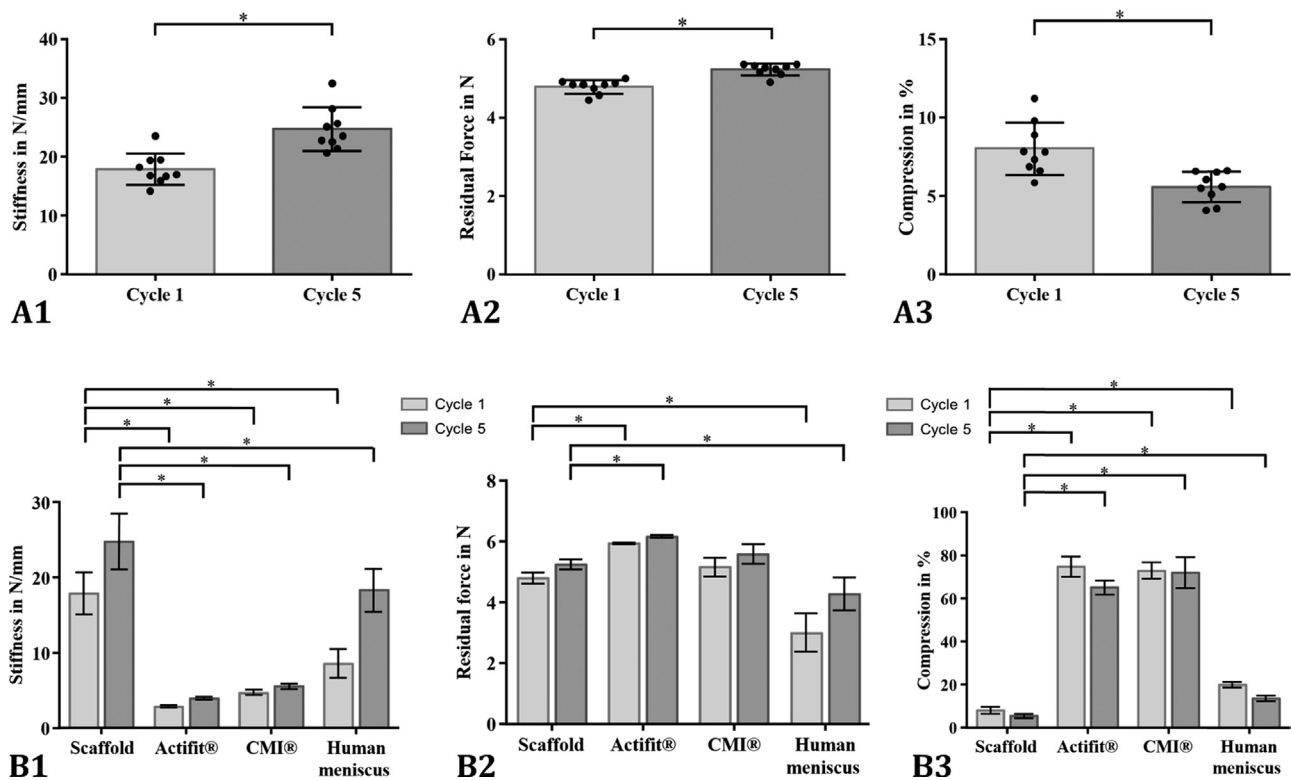 *
40
30
20
10
0
Stiffness in N/mm
Cycle 1
Cycle 5
A1
*
6
4
2
0
Residual Force in N
Cycle 1
Cycle 5
A2
*
15
10
5
0
Compression in %
Cycle 1
Cycle 5
A3
*
*
*
*
*
*
Cycle 1
Cycle 5
30
20
10
0
Stiffness in N/mm
Scaffold
Actifit®
CMI®
Human
meniscus
B1
*
*
*
*
8
6
4
2
0
Residual force in N
Scaffold
Actifit®
CMI®
Human
meniscus
B2
Cycle 1
Cycle 5
*
*
*
*
*
*
100
80
60
40
20
0
Compression in %
Scaffold
Actifit®
CMI®
Human
meniscus
B3